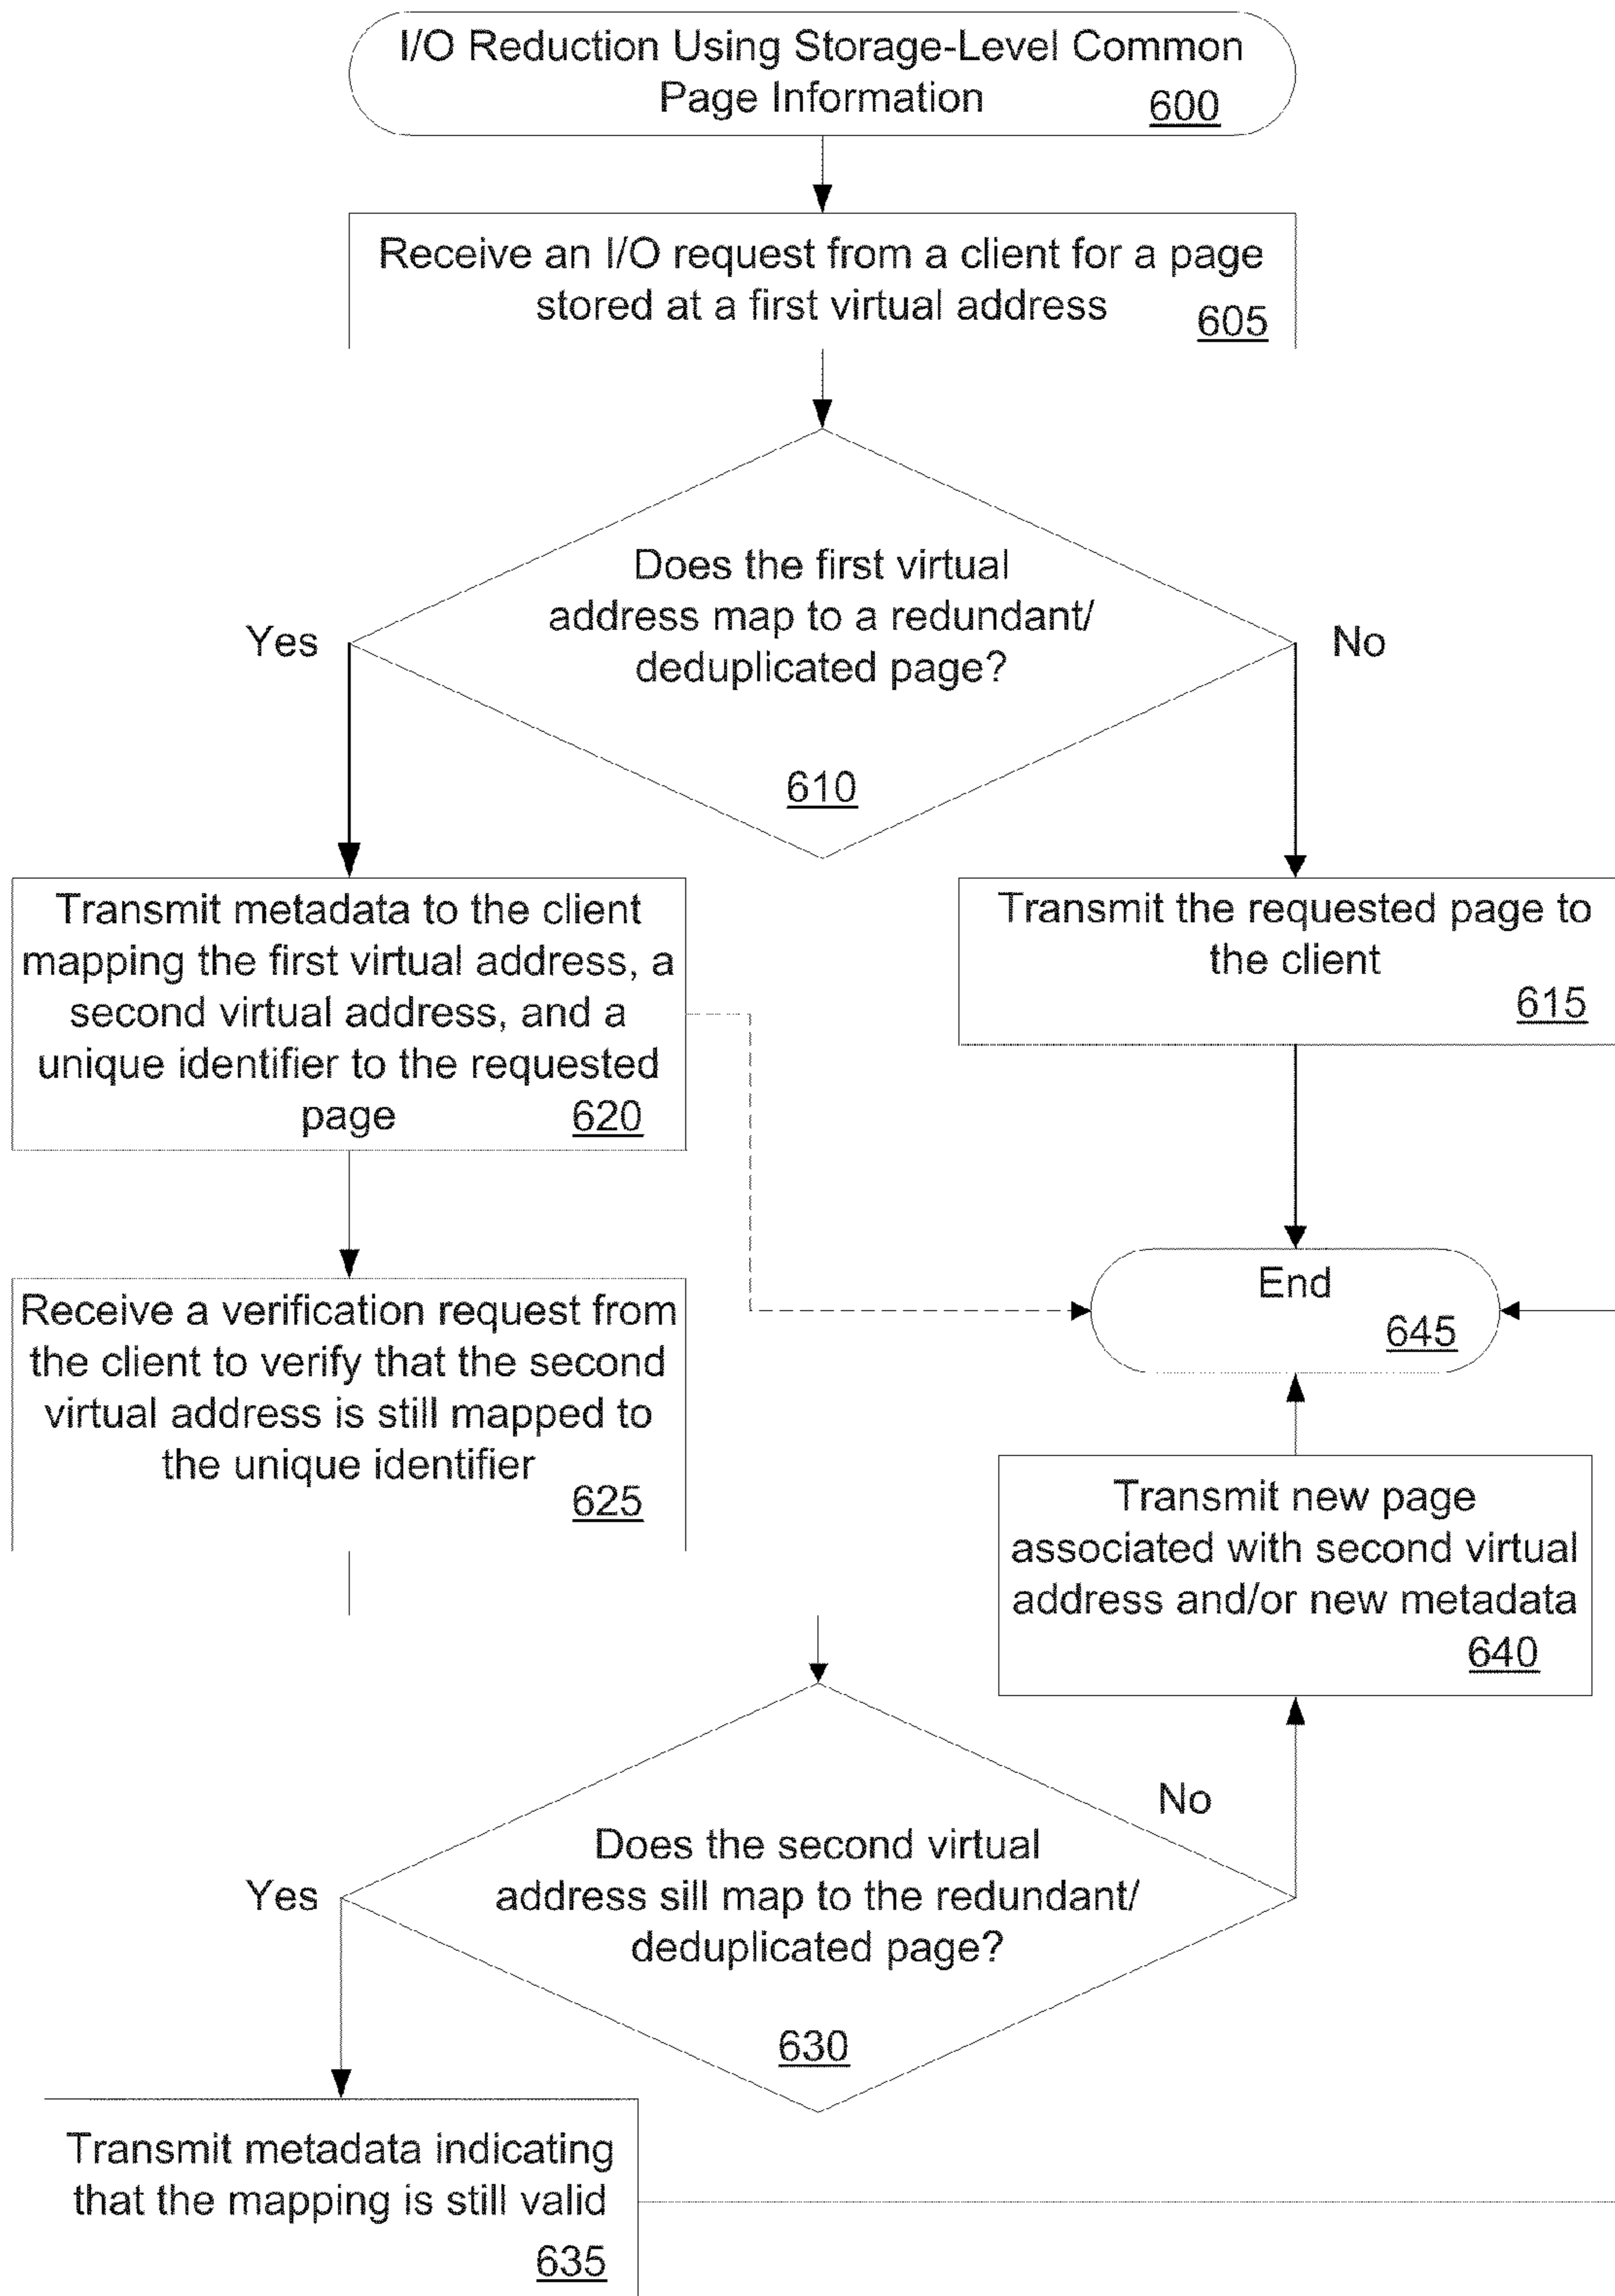 I/O Reduction Using Storage-Level Common
Page Information
600
Receive an I/O request from a client for a page
stored at a first virtual address
605
Does the first virtual
address map to a redundant/
deduplicated page?
610
Yes
No
Transmit metadata to the client
mapping the first virtual address, a
second virtual address, and a
unique identifier to the requested
page
620
Transmit the requested page to
the client
615
Receive a verification request from
the client to verify that the second
virtual address is still mapped to
the unique identifier
625
End
645
Transmit new page
associated with second virtual
address and/or new metadata
640
No
Does the second virtual
address sill map to the redundant/
deduplicated page?
630
Yes
Transmit metadata indicating
that the mapping is still valid
635